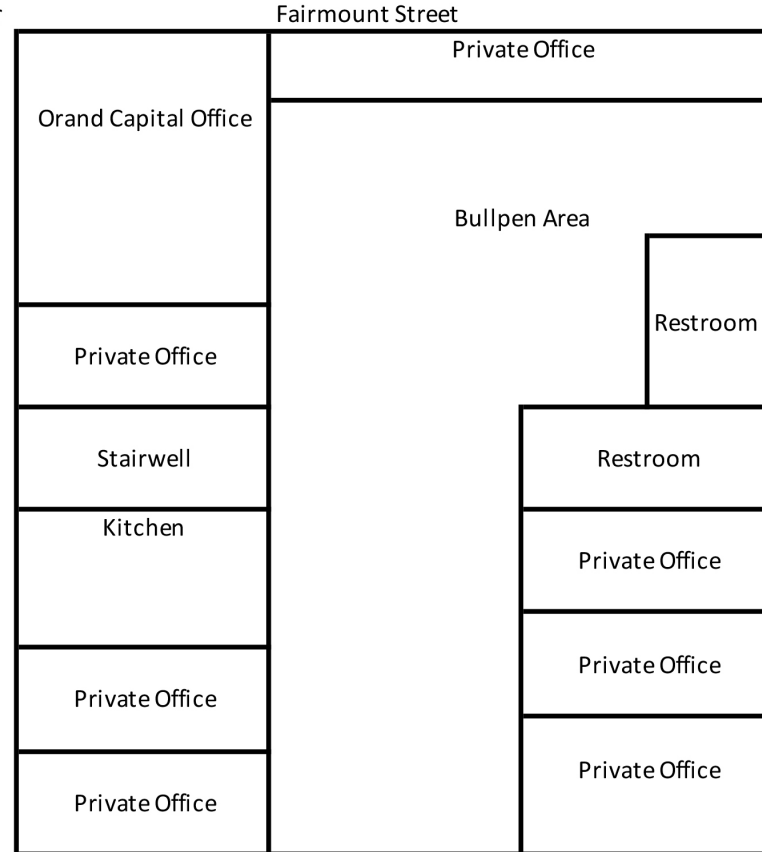 Fairmount Street
Private Office
Orand Capital Office
Bullpen Area
Restroom
Private Office
Stairwell
Restroom
Kitchen
Private Office
Private Office
Private Office
Private Office
Private Office